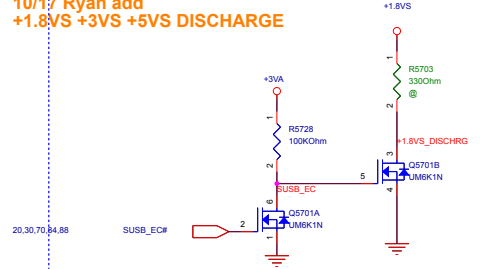 10/17 Ryan add
+1.8VS +3VS +5VS DISCHARGE
+1.8VS
1
R5703
330Ohm
@
2
+3VA
1
R5728
100KOhm
2
+1.8VS_DISCHRG
3
Q5701B
5
UM6K1N
4
SUSB_EC
6
Q5701A
2
UM6K1N
1
20,30,70,84,88
SUSB_EC#